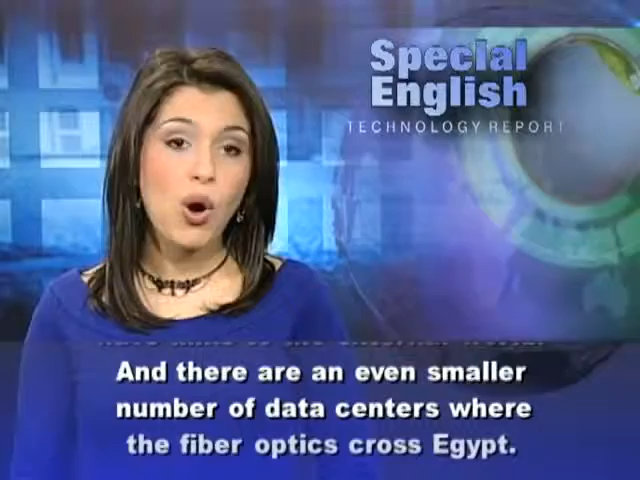 Special
English
TECHNOLOGY REPORT
And there are an even smaller
number of data centers where
the fiber optics cross Egypt.